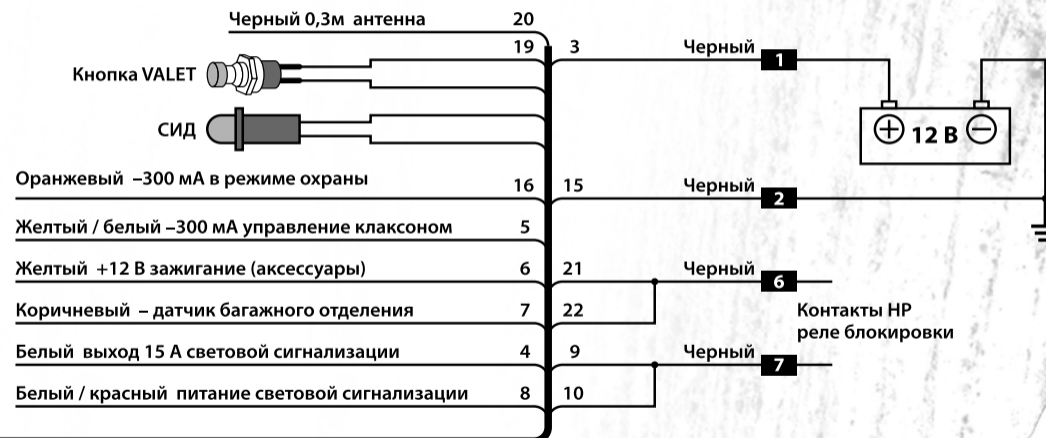 Черный 0,3м антенна 20
19 3 Черный 1
Кнопка VALET
СИД
+ 12 В −
Оранжевый –300 мА в режиме охраны 16 15 Черный 2
Желтый / белый –300 мА управление клаксоном 5
Желтый +12 В зажигание (аксессуары) 6 21 Черный 6
Коричневый – датчик багажного отделения 7 22
Контакты НР
реле блокировки
Белый выход 15 А световой сигнализации 4 9 Черный 7
Белый / красный питание световой сигнализации 8 10